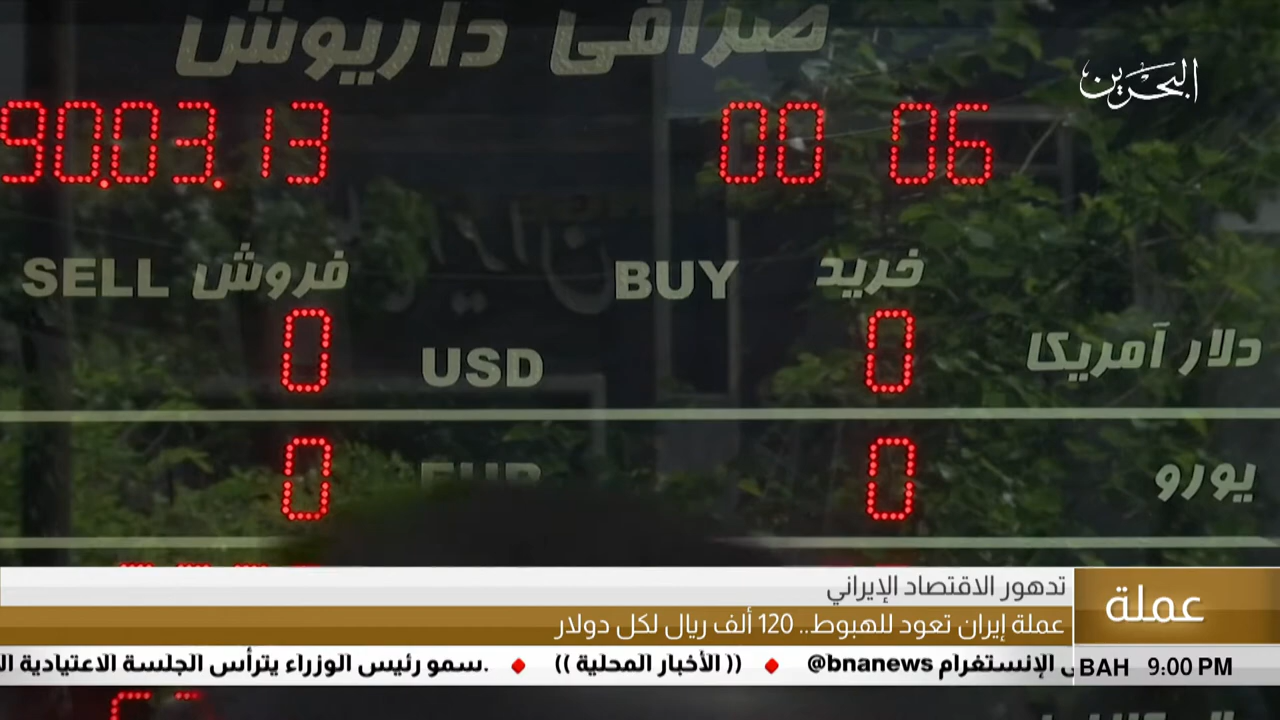 صرافی داریوش
البحرين
90.03.13
00 06
SELL فروش
BUY خرید
0 USD 0 دلار آمریکا
0 EUR 0 یورو
تدهور الاقتصاد الإيراني
عملة
عملة إيران تعود للهبوط.. 120 ألف ريال لكل دولار
الإنستغرام @bnanews ♦ (( الأخبار المحلية )) ♦ سمو رئيس الوزراء يترأس الجلسة الاعتيادية.
BAH 9:00 PM